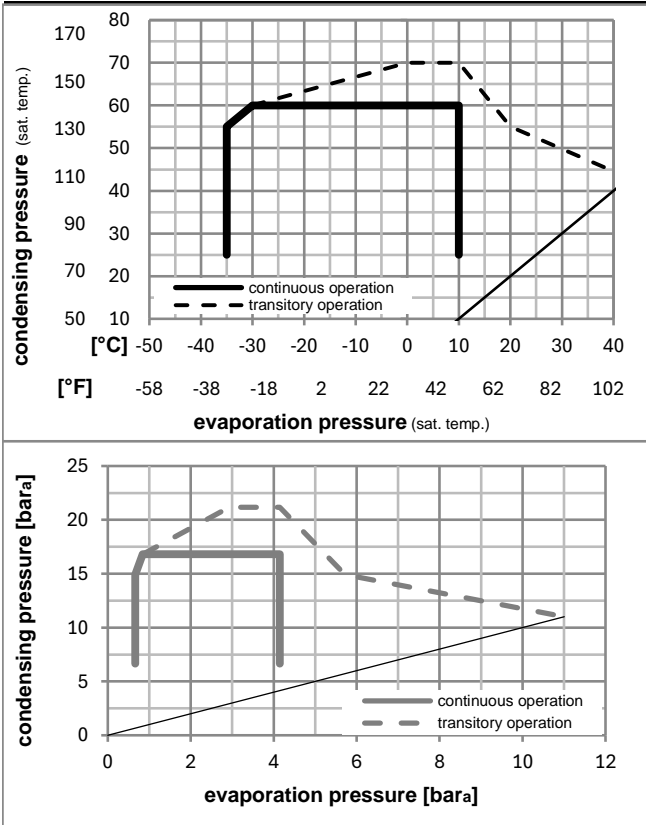 condensing pressure (sat. temp.)
170 80
70
150 60
130 50
110 40
90 30
70 20
50 10
continuous operation
transitory operation
[°C] -50 -40 -30 -20 -10 0 10 20 30 40
[°F] -58 -38 -18 2 22 42 62 82 102
evaporation pressure (sat. temp.)
condensing pressure [bara]
25
20
15
10
5
0
continuous operation
transitory operation
0 2 4 6 8 10 12
evaporation pressure [bara]